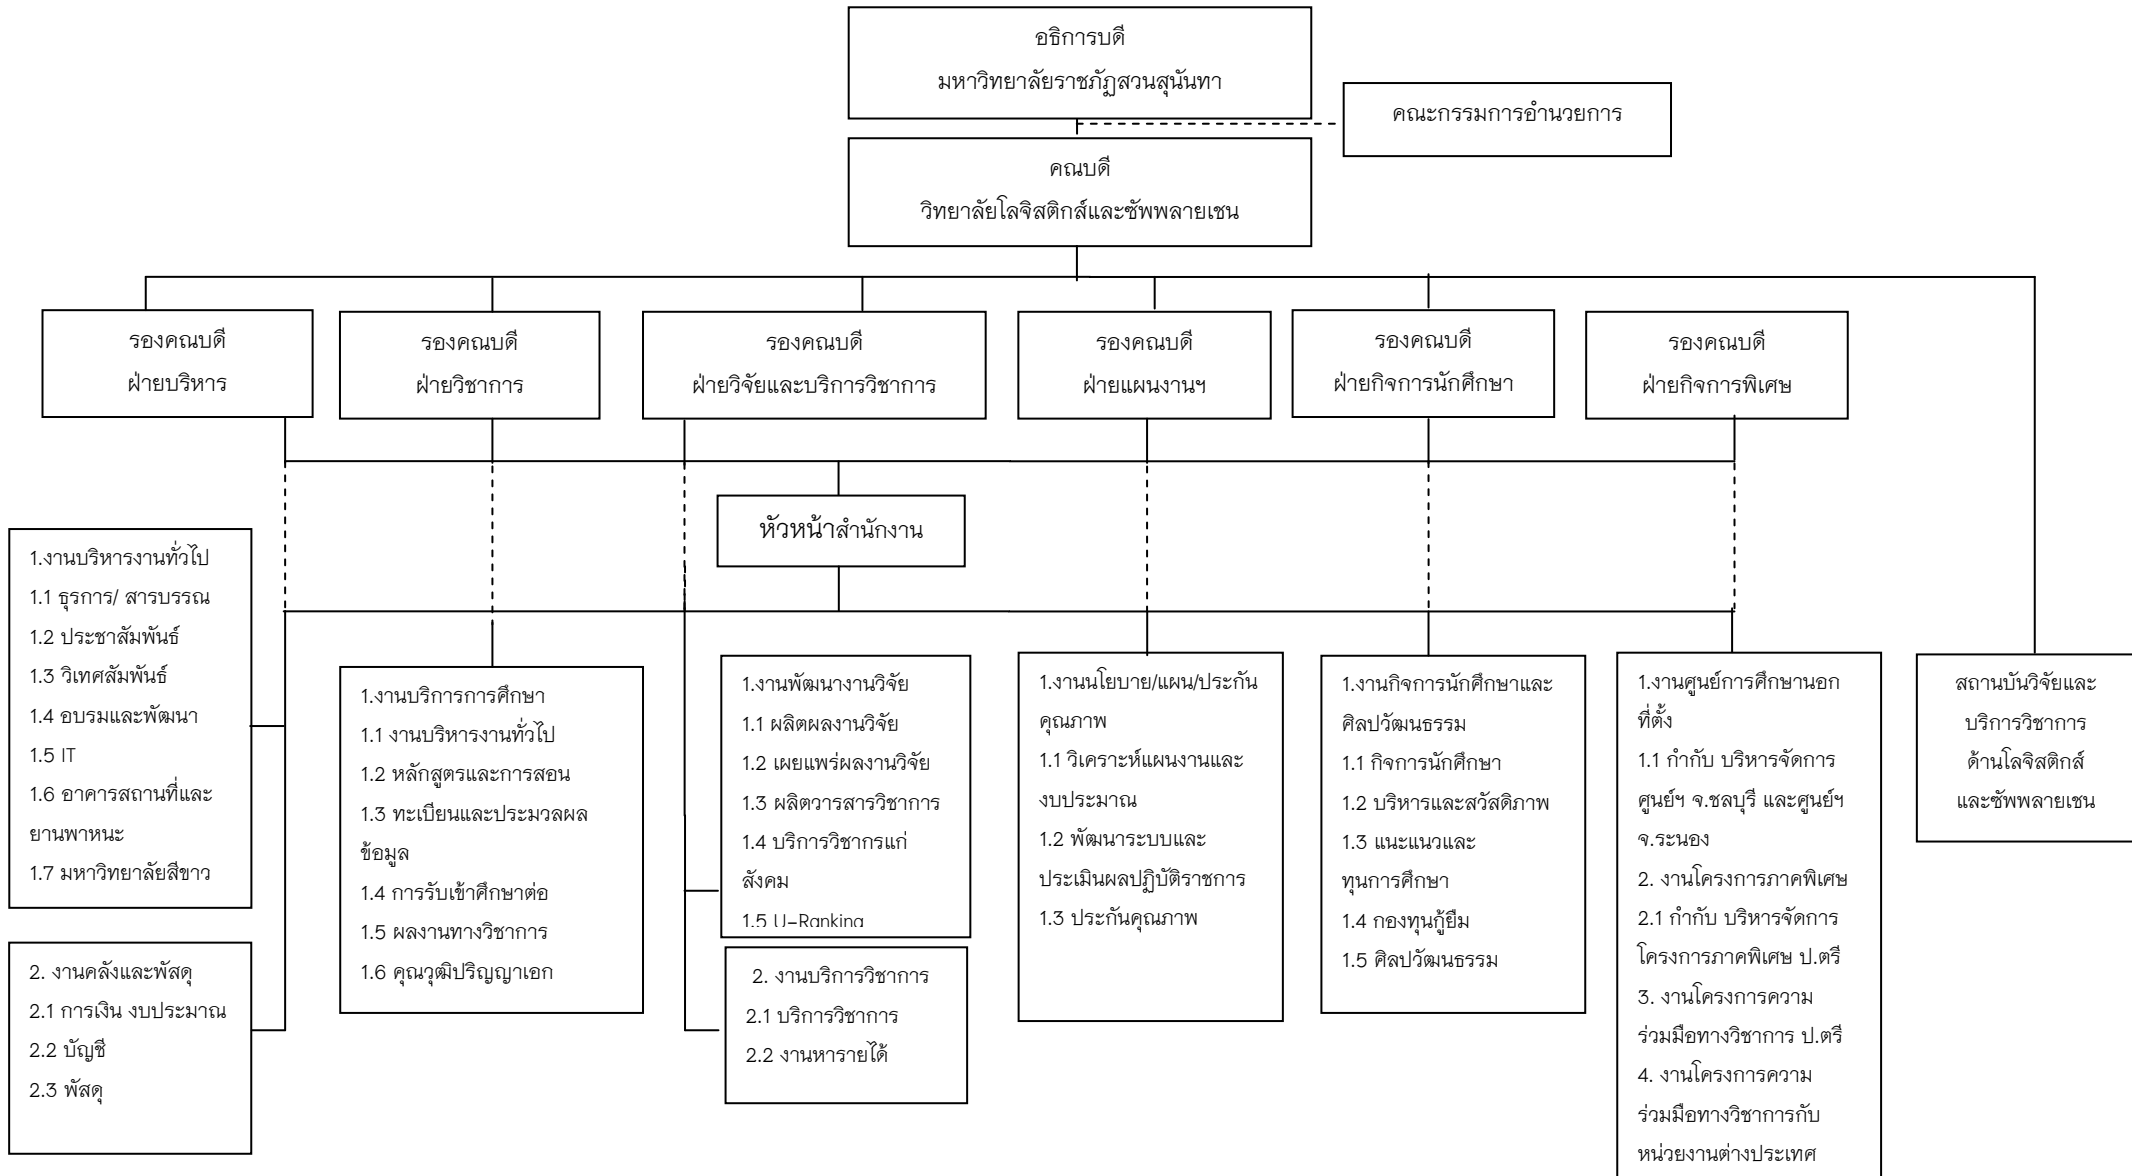 อธิการบดี
มหาวิทยาลัยราชภัฏสวนสุนันทา
คณะกรรมการอำนวยการ
คณบดี
วิทยาลัยโลจิสติกส์และซัพพลายเชน
รองคณบดี
ฝ่ายบริหาร
รองคณบดี
ฝ่ายวิชาการ
รองคณบดี
ฝ่ายวิจัยและบริการวิชาการ
รองคณบดี
ฝ่ายแผนงานฯ
รองคณบดี
ฝ่ายกิจการนักศึกษา
รองคณบดี
ฝ่ายกิจการพิเศษ
หัวหน้าสำนักงาน
1.งานบริหารงานทั่วไป
1.1 ธุรการ/ สารบรรณ
1.2 ประชาสัมพันธ์
1.3 วิเทศสัมพันธ์
1.4 อบรมและพัฒนา
1.5 IT
1.6 อาคารสถานที่และ
ยานพาหนะ
1.7 มหาวิทยาลัยสีขาว
2. งานคลังและพัสดุ
2.1 การเงิน งบประมาณ
2.2 บัญชี
2.3 พัสดุ
1.งานบริการการศึกษา
1.1 งานบริหารงานทั่วไป
1.2 หลักสูตรและการสอน
1.3 ทะเบียนและประมวลผล
ข้อมูล
1.4 การรับเข้าศึกษาต่อ
1.5 ผลงานทางวิชาการ
1.6 คุณวุฒิปริญญาเอก
1.งานพัฒนางานวิจัย
1.1 ผลิตผลงานวิจัย
1.2 เผยแพร่ผลงานวิจัย
1.3 ผลิตวารสารวิชาการ
1.4 บริการวิชากรแก่
สังคม
1.5 U-Ranking
2. งานบริการวิชาการ
2.1 บริการวิชาการ
2.2 งานหารายได้
1.งานนโยบาย/แผน/ประกัน
คุณภาพ
1.1 วิเคราะห์แผนงานและ
งบประมาณ
1.2 พัฒนาระบบและ
ประเมินผลปฏิบัติราชการ
1.3 ประกันคุณภาพ
1.งานกิจการนักศึกษาและ
ศิลปวัฒนธรรม
1.1 กิจการนักศึกษา
1.2 บริหารและสวัสดิภาพ
1.3 แนะแนวและ
ทุนการศึกษา
1.4 กองทุนกู้ยืม
1.5 ศิลปวัฒนธรรม
1.งานศูนย์การศึกษานอก
ที่ตั้ง
1.1 กำกับ บริหารจัดการ
ศูนย์ฯ จ.ชลบุรี และศูนย์ฯ
จ.ระนอง
2. งานโครงการภาคพิเศษ
2.1 กำกับ บริหารจัดการ
โครงการภาคพิเศษ ป.ตรี
3. งานโครงการความ
ร่วมมือทางวิชาการ ป.ตรี
4. งานโครงการความ
ร่วมมือทางวิชาการกับ
หน่วยงานต่างประเทศ
สถานบันวิจัยและ
บริการวิชาการ
ด้านโลจิสติกส์
และซัพพลายเชน